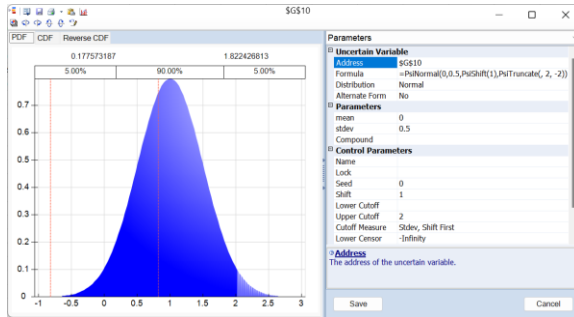 $G$10
PDF CDF Reverse CDF
0.177573187 1.822426813
5.00% 90.00% 5.00%
0.7
0.6
0.5
0.4
0.3
0.2
0.1
0
-1 -0.5 0 0.5 1 1.5 2 2.5 3
Parameters
Uncertain Variable
Address $G$10
Formula =PsiNormal(0,0.5,PsiShift(1),PsiTruncate(, 2, -2))
Distribution Normal
Alternate Form No
Parameters
mean 0
stdev 0.5
Compound
Control Parameters
Name
Lock
Seed 0
Shift 1
Lower Cutoff
Upper Cutoff 2
Cutoff Measure Stdev, Shift First
Lower Censor -Infinity
Address
The address of the uncertain variable.
Save Cancel